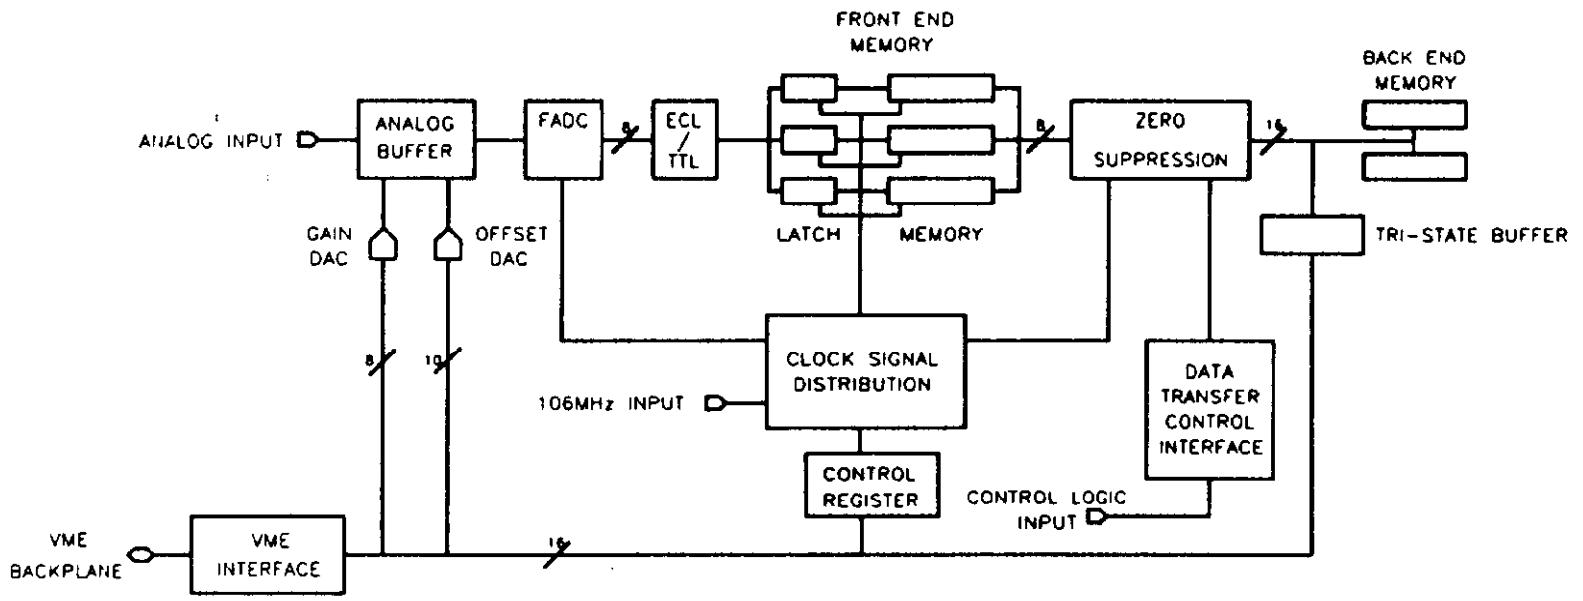 FRONT END
MEMORY
BACK END
MEMORY
ANALOG INPUT
ANALOG
BUFFER
FADC
8
ECL
/
TTL
8
ZERO
SUPPRESSION
16
LATCH
MEMORY
GAIN
DAC
OFFSET
DAC
TRI-STATE BUFFER
8
10
CLOCK SIGNAL
DISTRIBUTION
106MHz INPUT
DATA
TRANSFER
CONTROL
INTERFACE
CONTROL
REGISTER
CONTROL LOGIC
INPUT
VME
BACKPLANE
VME
INTERFACE
16